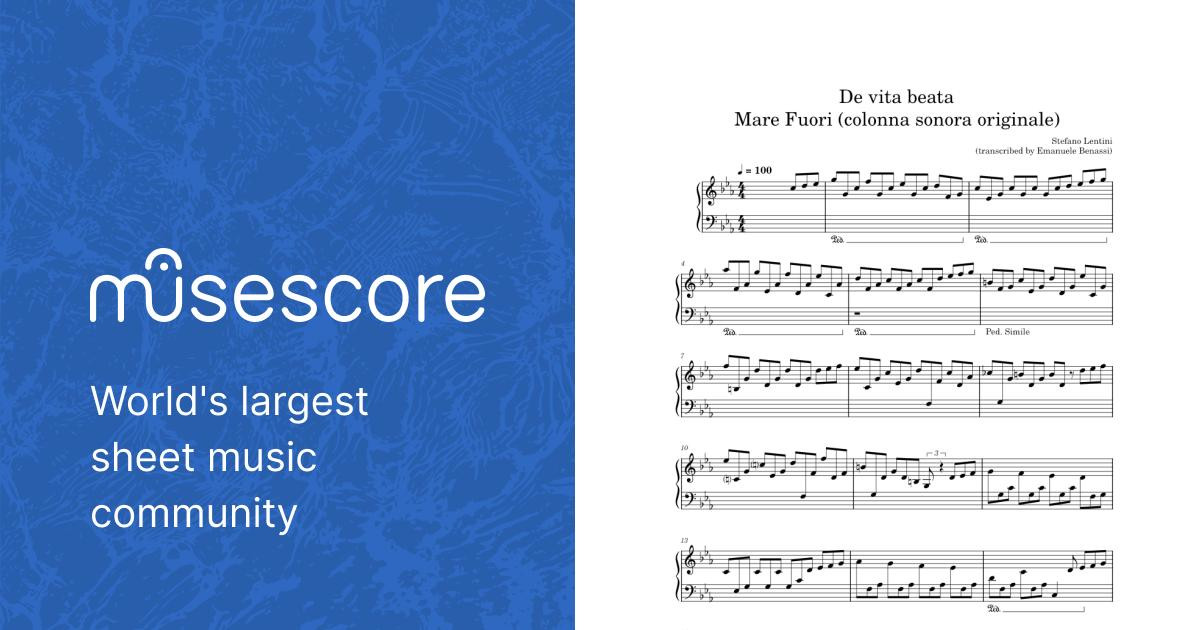 musescore
World's largest
sheet music
community
De vita beata
Mare Fuori (colonna sonora originale)
Stefano Lentini
(transcribed by Emanuele Benassi)
♩ = 100
4
Ped. Simile
7
10
3
13